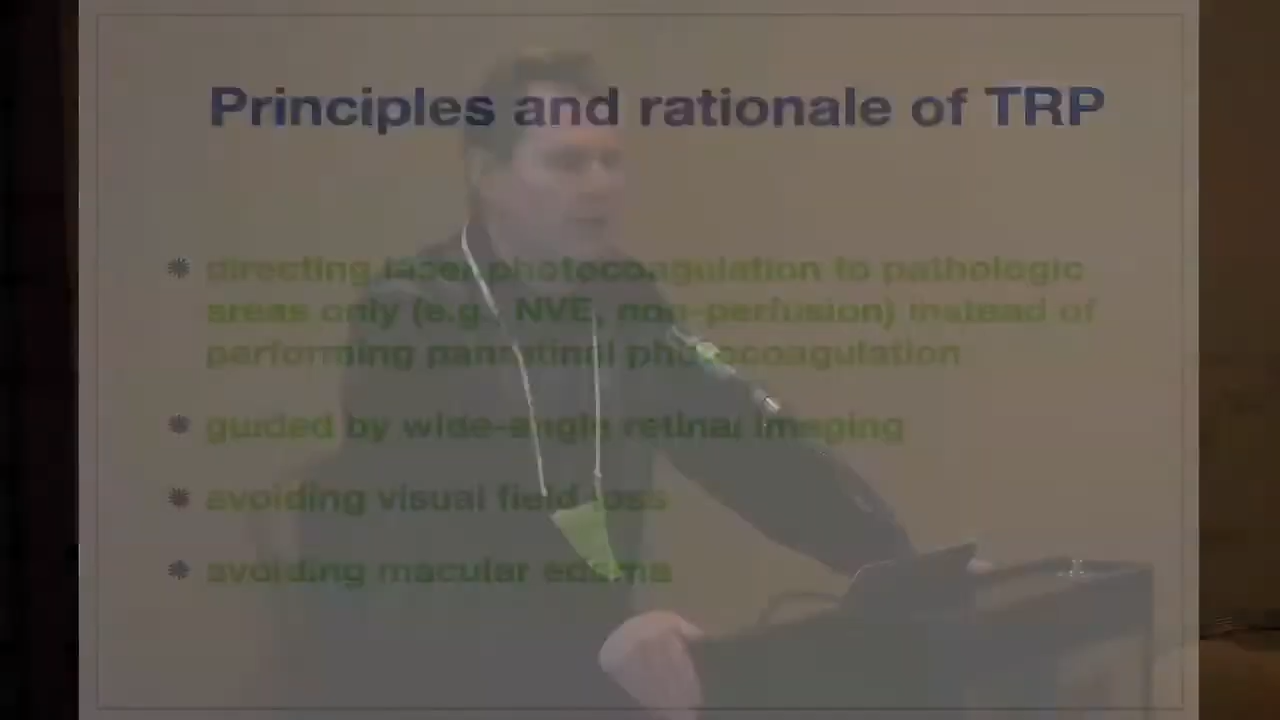 Principles and rationale of TRP
directing laser photocoagulation to pathologic
areas only (e.g. NVE, non-perfusion) instead of
performing panretinal photocoagulation
guided by wide-angle retinal imaging
avoiding visual field loss
avoiding macular edema